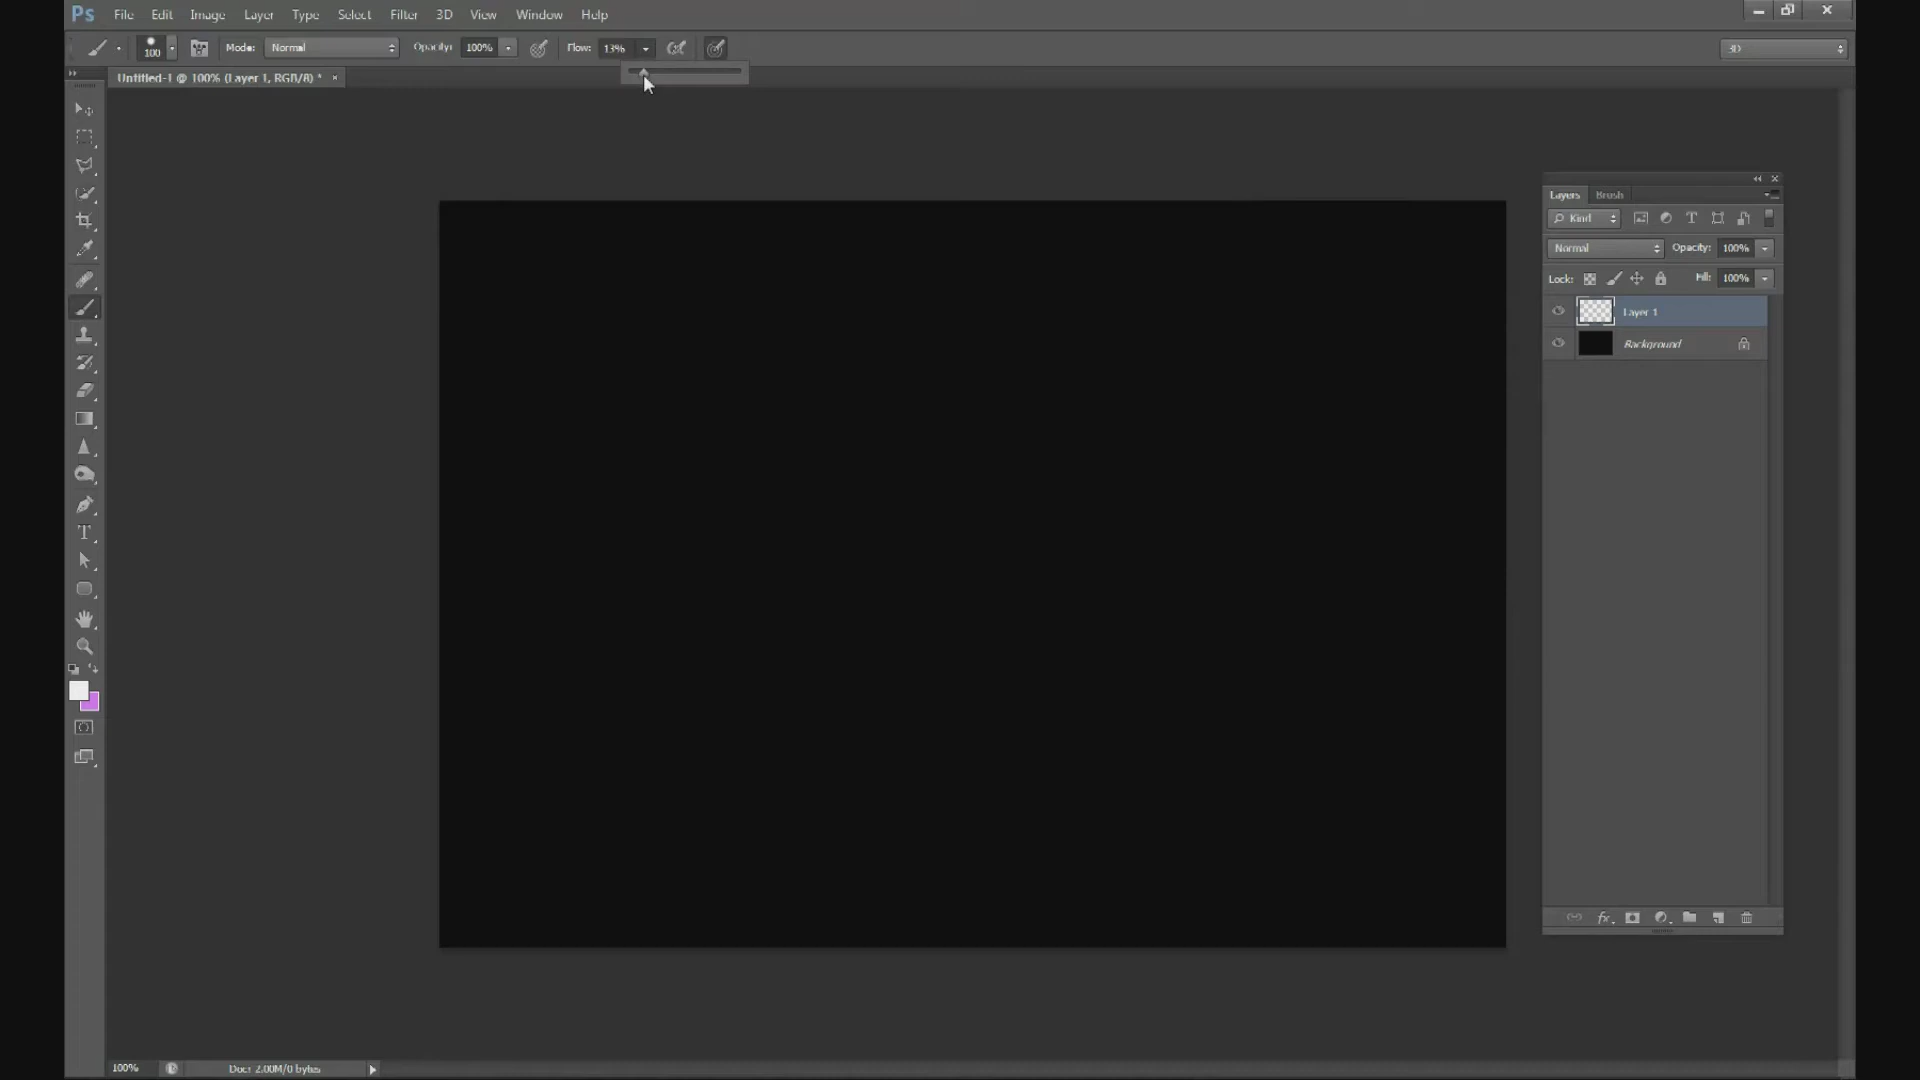 Ps File Edit Image Layer Type Select Filter 3D View Window Help
100 Mode: Normal Opacity: 100% Flow: 13% 3D
Untitled-1 @ 100% (Layer 1, RGB/8) * ×
Layers Brush
Kind
Normal Opacity: 100%
Lock: Fill: 100%
Layer 1
Background
fx
100% Doc: 2.00M/0 bytes